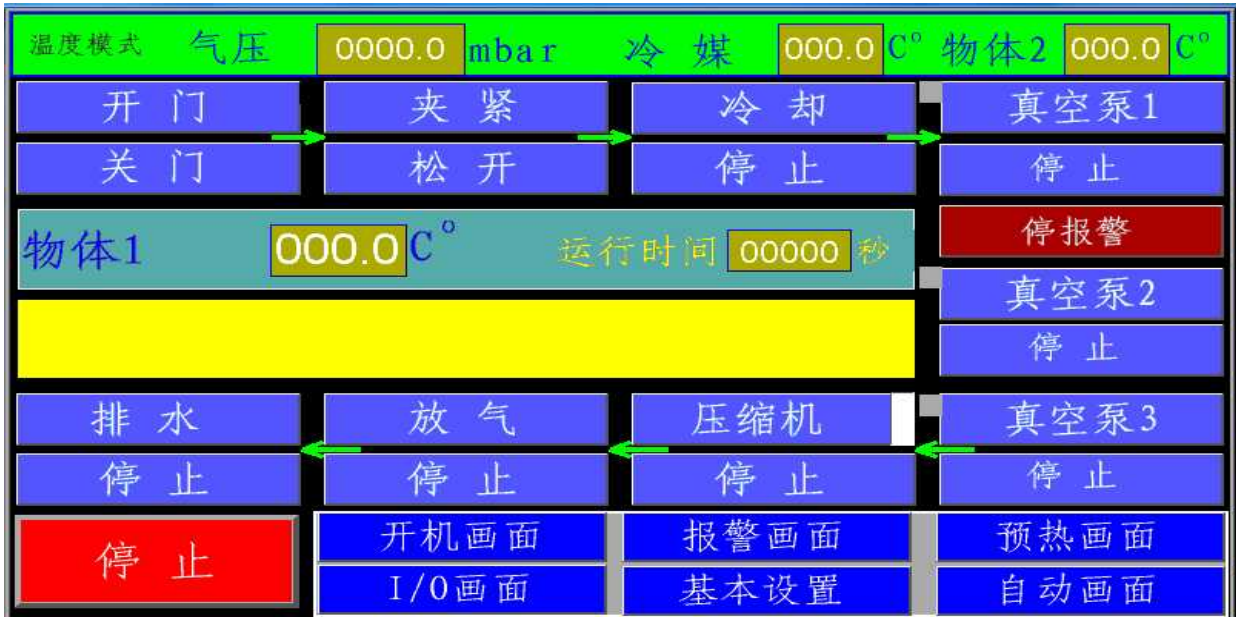 温度模式 气压 0000.0 mbar 冷 媒 000.0 C° 物体2 000.0 C°
开 门 夹 紧 冷 却 真空泵1
关 门 松 开 停 止 停 止
停报警
物体1 000.0 C° 运行时间 00000 秒
真空泵2
停 止
排 水 放 气 压缩机 真空泵3
停 止 停 止 停 止 停 止
停 止
开机画面 报警画面 预热画面
I/O画面 基本设置 自动画面